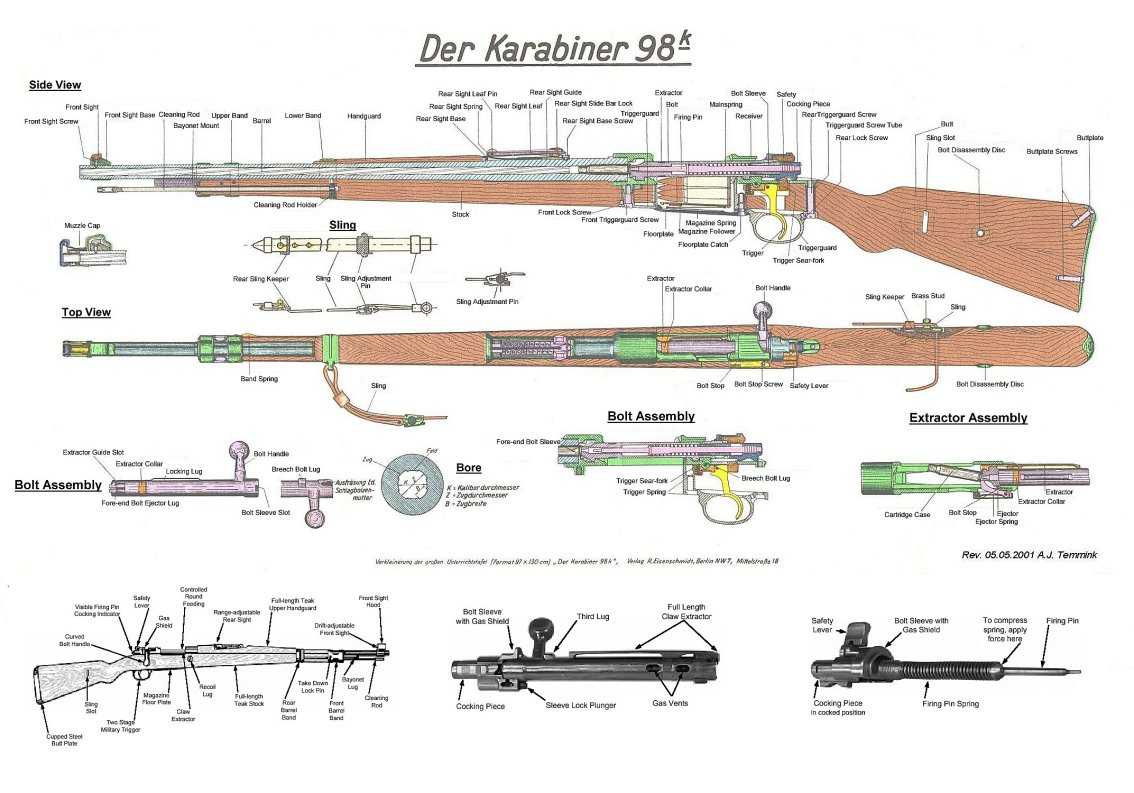 Der Karabiner 98k
Side View
Front Sight Screw
Front Sight
Front Sight Base
Cleaning Rod
Bayonet Mount
Upper Band
Barrel
Lower Band
Handguard
Rear Sight Base
Rear Sight Spring
Rear Sight Leaf Pin
Rear Sight Leaf
Rear Sight Guide
Rear Sight Slide Bar Lock
Rear Sight Base Screw
Triggerguard
Extractor
Bolt
Firing Pin
Mainspring
Receiver
Bolt Sleeve
Safety
Cocking Piece
RearTriggerguard Screw
Triggerguard Screw Tube
Rear Lock Screw
Butt
Sling Slot
Bolt Disassembly Disc
Buttplate
Buttplate Screws
Cleaning Rod Holder
Stock
Front Lock Screw
Front Triggerguard Screw
Floorplate
Magazine Spring
Magazine Follower
Floorplate Catch
Trigger
Triggerguard
Trigger Sear-fork
Muzzle Cap
Sling
Rear Sling Keeper
Sling
Sling Adjustment
Pin
Sling Adjustment Pin
Top View
Extractor
Extractor Collar
Bolt Handle
Sling Keeper
Brass Stud
Sling
Band Spring
Sling
Bolt Stop
Bolt Stop Screw
Safety Lever
Bolt Disassembly Disc
Bolt Assembly
Extractor Guide Slot
Extractor Collar
Locking Lug
Bolt Handle
Breech Bolt Lug
Fore-end Bolt Ejector Lug
Bolt Sleeve Slot
Ausfräsung f.d.
Schlagbolzen-
mutter
Zug
Feld
Bore
K = Kaliberdurchmesser
Z = Zugdurchmesser
B = Zugbreite
Bolt Assembly
Fore-end Bolt Sleeve
Trigger Sear-fork
Trigger Spring
Breech Bolt Lug
Extractor Assembly
Cartridge Case
Bolt Stop
Ejector
Ejector Spring
Extractor
Extractor Collar
Rev. 05.05.2001 A.J. Temmink
Verkleinerung der großen Unterrichtstafel (Format 97 x 130 cm) „Der Karabiner 98k“, Verlag R. Eisenschmidt, Berlin NW7, Mittelstraße 18
Visible Firing Pin
Cocking Indicator
Safety
Lever
Gas
Shield
Controlled
Round
Feeding
Range-adjustable
Rear Sight
Full-length Teak
Upper Handguard
Front Sight
Hood
Drift-adjustable
Front Sight
Curved
Bolt Handle
Sling
Slot
Two Stage
Military Trigger
Magazine
Floor Plate
Claw
Extractor
Recoil
Lug
Full-length
Teak Stock
Rear
Barrel
Band
Take Down
Lock Pin
Front
Barrel
Band
Bayonet
Lug
Cleaning
Rod
Cupped Steel
Butt Plate
Bolt Sleeve
with Gas Shield
Third Lug
Full Length
Claw Extractor
Cocking Piece
Sleeve Lock Plunger
Gas Vents
Safety
Lever
Bolt Sleeve with
Gas Shield
To compress
spring, apply
force here
Firing Pin
Cocking Piece
in cocked position
Firing Pin Spring